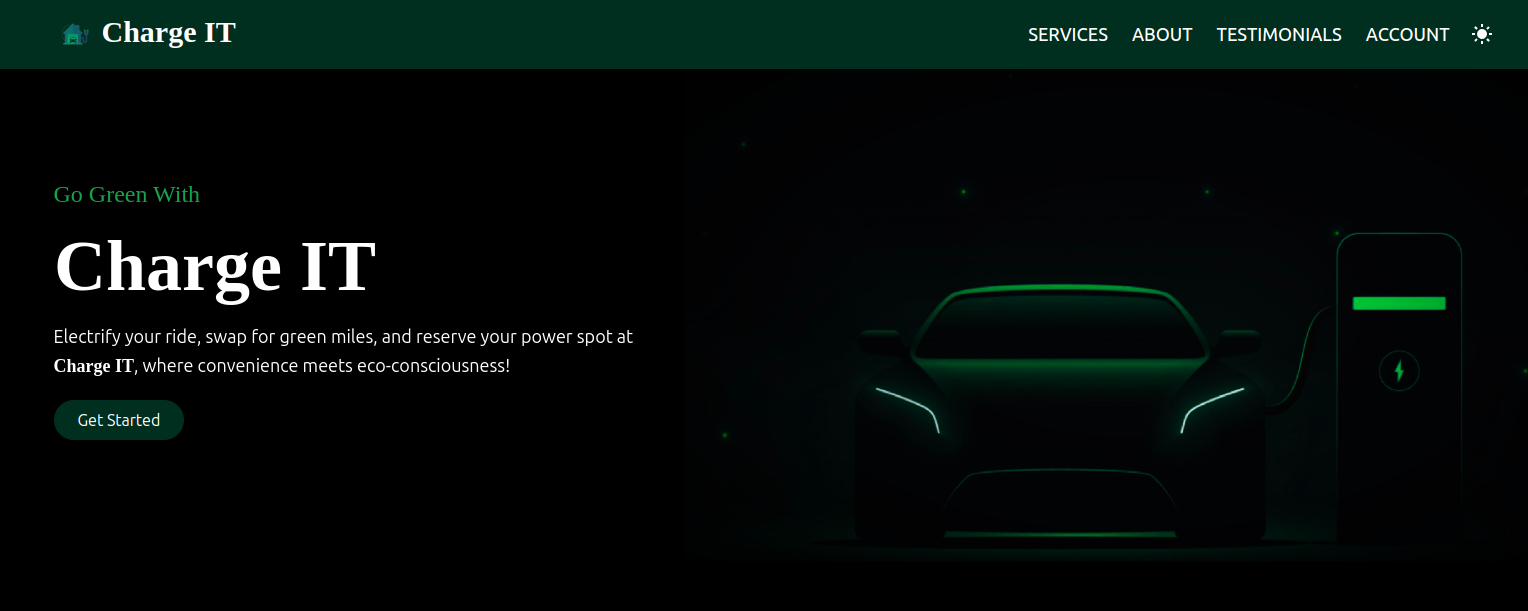 Charge IT
SERVICES ABOUT TESTIMONIALS ACCOUNT
Go Green With
Charge IT
Electrify your ride, swap for green miles, and reserve your power spot at
Charge IT, where convenience meets eco-consciousness!
Get Started